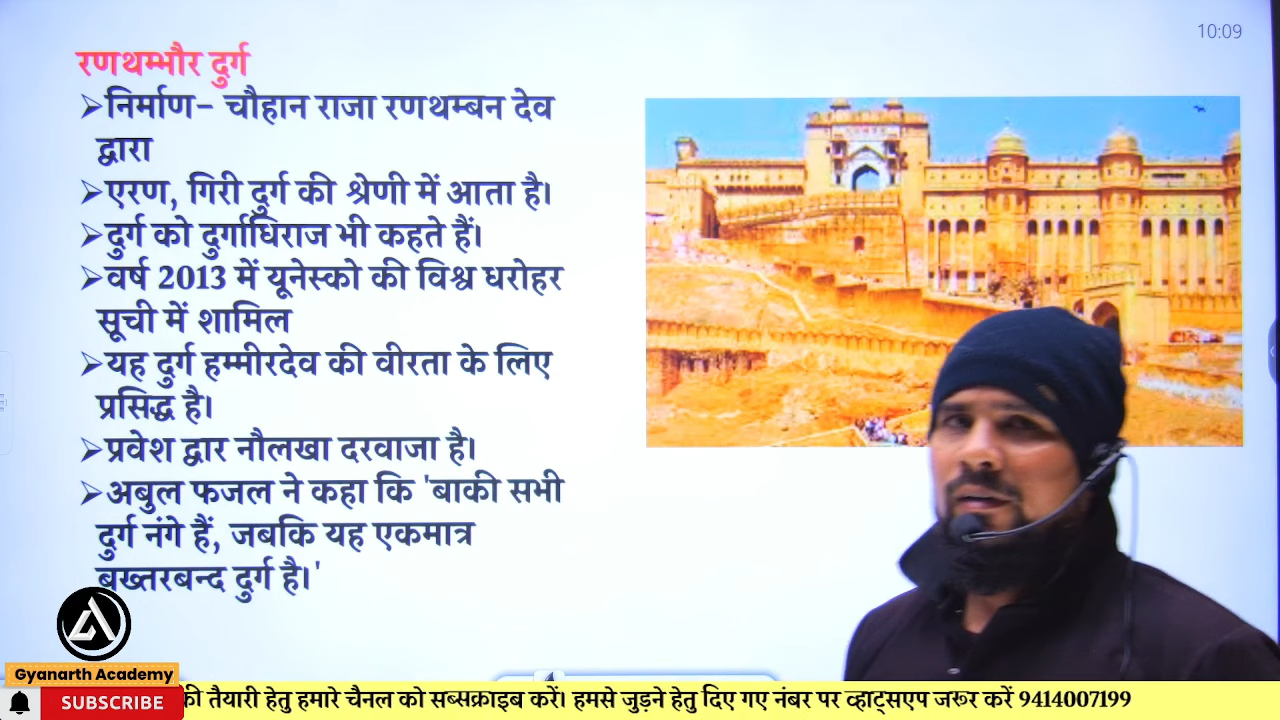 10:09
रणथम्भौर दुर्ग
➢निर्माण– चौहान राजा रणथम्बन देव
द्वारा
➢एरण, गिरी दुर्ग की श्रेणी में आता है।
➢दुर्ग को दुर्गाधिराज भी कहते हैं।
➢वर्ष 2013 में यूनेस्को की विश्व धरोहर
सूची में शामिल
➢यह दुर्ग हम्मीरदेव की वीरता के लिए
प्रसिद्ध है।
➢प्रवेश द्वार नौलखा दरवाजा है।
➢अबुल फजल ने कहा कि 'बाकी सभी
दुर्ग नंगे हैं, जबकि यह एकमात्र
बख्तरबन्द दुर्ग है।'
Gyanarth Academy
SUBSCRIBE
की तैयारी हेतु हमारे चैनल को सब्सक्राइब करें। हमसे जुड़ने हेतु दिए गए नंबर पर व्हाट्सएप जरूर करें 9414007199